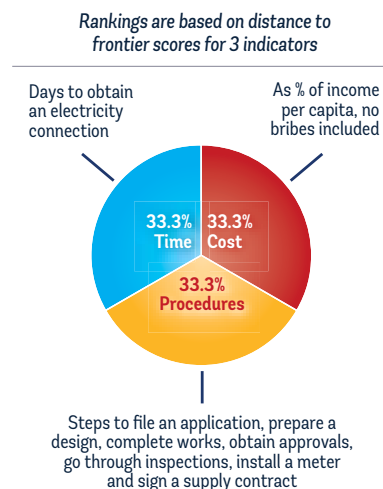 Rankings are based on distance to
frontier scores for 3 indicators
Days to obtain
an electricity
connection
As % of income
per capita, no
bribes included
33.3%
Time
33.3%
Cost
33.3%
Procedures
Steps to file an application, prepare a
design, complete works, obtain approvals,
go through inspections, install a meter
and sign a supply contract